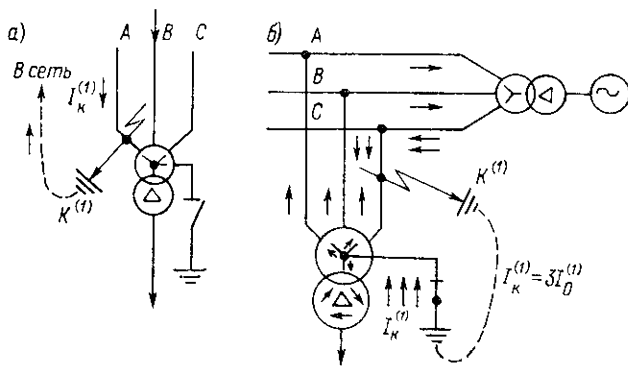 а)
A
B
C
В сеть
I_к^(1)
К^(1)
Δ
б)
A
B
C
Y
Δ
~
К^(1)
I_к^(1)=3I_0^(1)
I_к^(1)
Δ